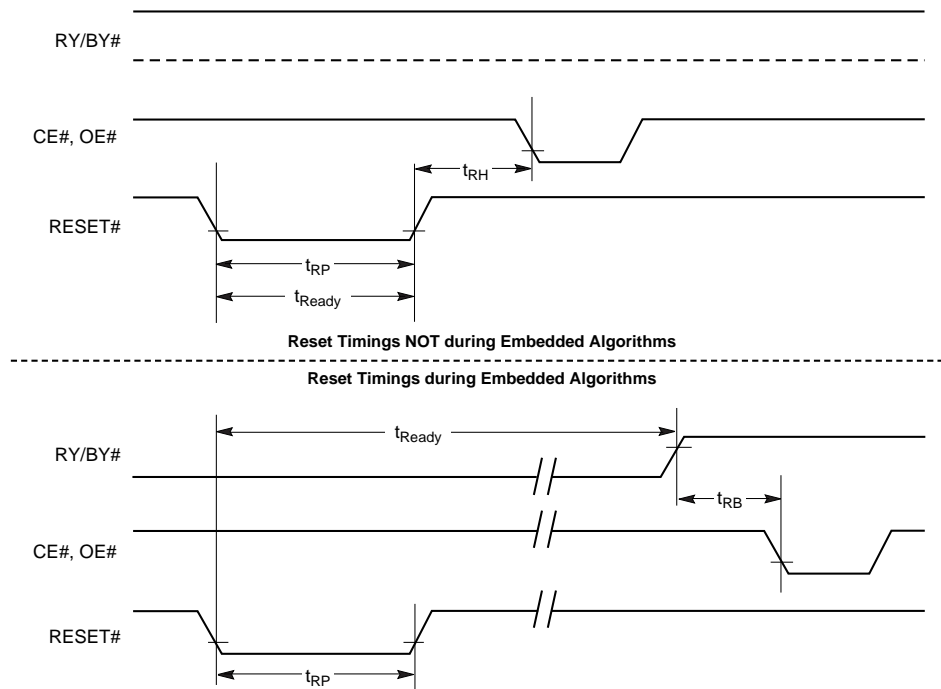 RY/BY#
CE#, OE#
tRH
RESET#
tRP
tReady
Reset Timings NOT during Embedded Algorithms
Reset Timings during Embedded Algorithms
tReady
RY/BY#
tRB
CE#, OE#
RESET#
tRP